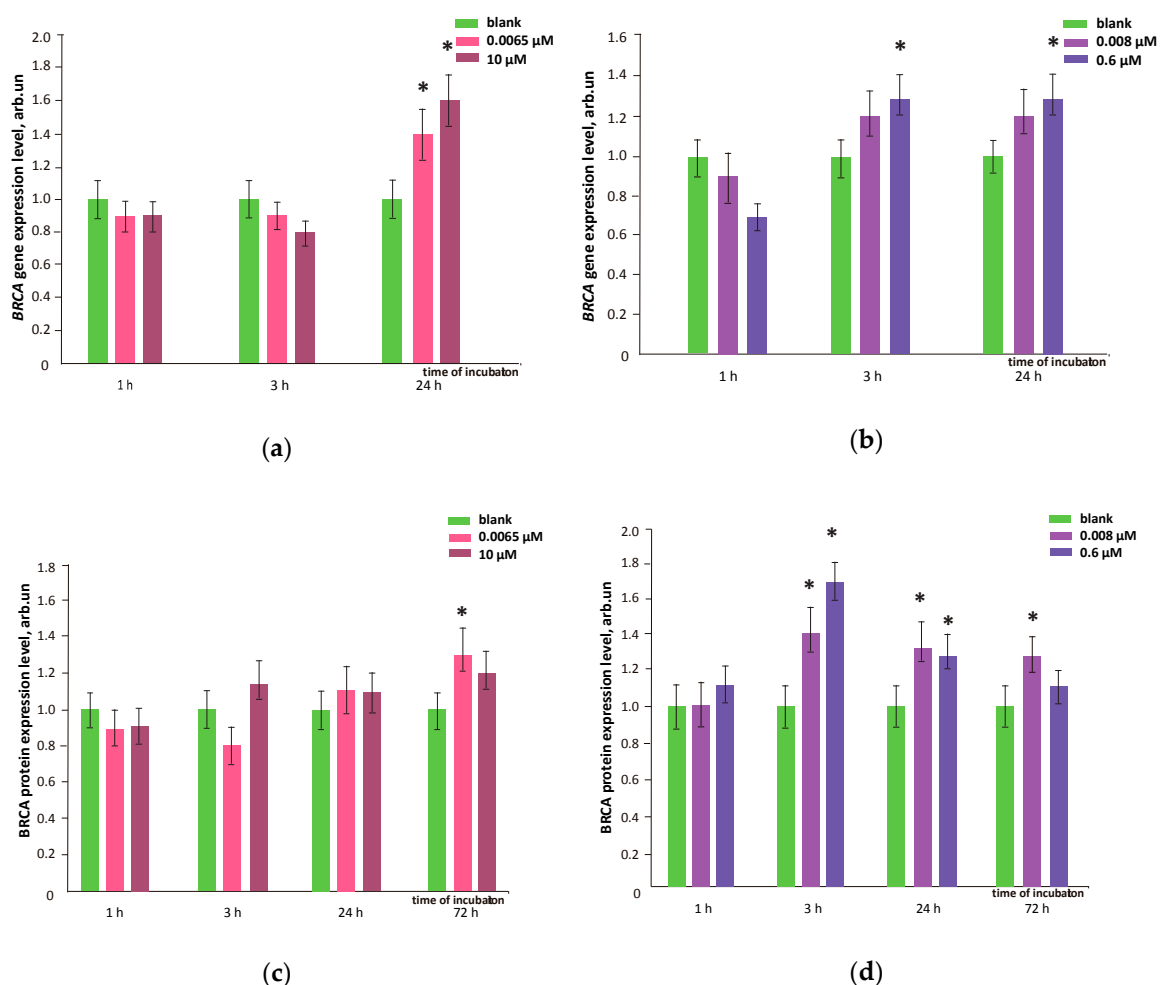 blank
0.0065 µM
10 µM
BRCA gene expression level, arb.un
2.0
1.8
1.6
1.4
1.2
1.0
0.8
0.6
0.4
0.2
0
*
*
time of incubaton
1 h
3 h
24 h
(a)
blank
0.008 µM
0.6 µM
BRCA gene expression level, arb.un
1.6
1.4
1.2
1.0
0.8
0.6
0.4
0.2
0
*
*
time of incubaton
1 h
3 h
24 h
(b)
blank
0.0065 µM
10 µM
BRCA protein expression level, arb.un
1.8
1.6
1.4
1.2
1.0
0.8
0.6
0.4
0.2
0
*
time of incubaton
1 h
3 h
24 h
72 h
(c)
blank
0.008 µM
0.6 µM
BRCA protein expression level, arb.un
2.0
1.8
1.6
1.4
1.2
1.0
0.8
0.6
0.4
0.2
0
*
*
*
*
*
time of incubaton
1 h
3 h
24 h
72 h
(d)